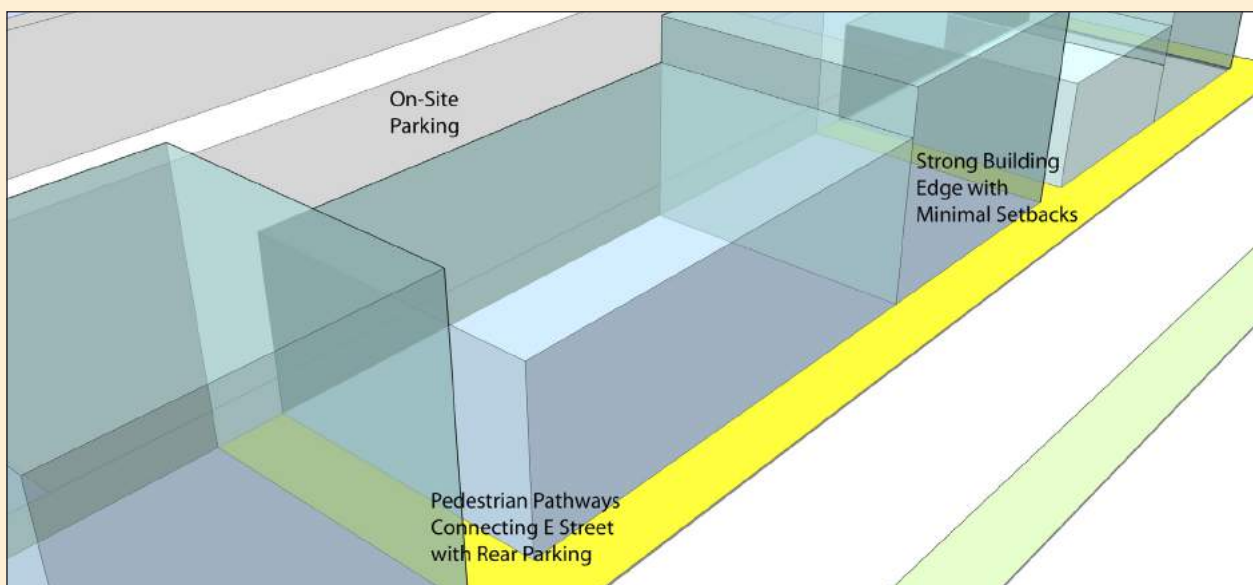 On-Site
Parking
Strong Building
Edge with
Minimal Setbacks
Pedestrian Pathways
Connecting E Street
with Rear Parking